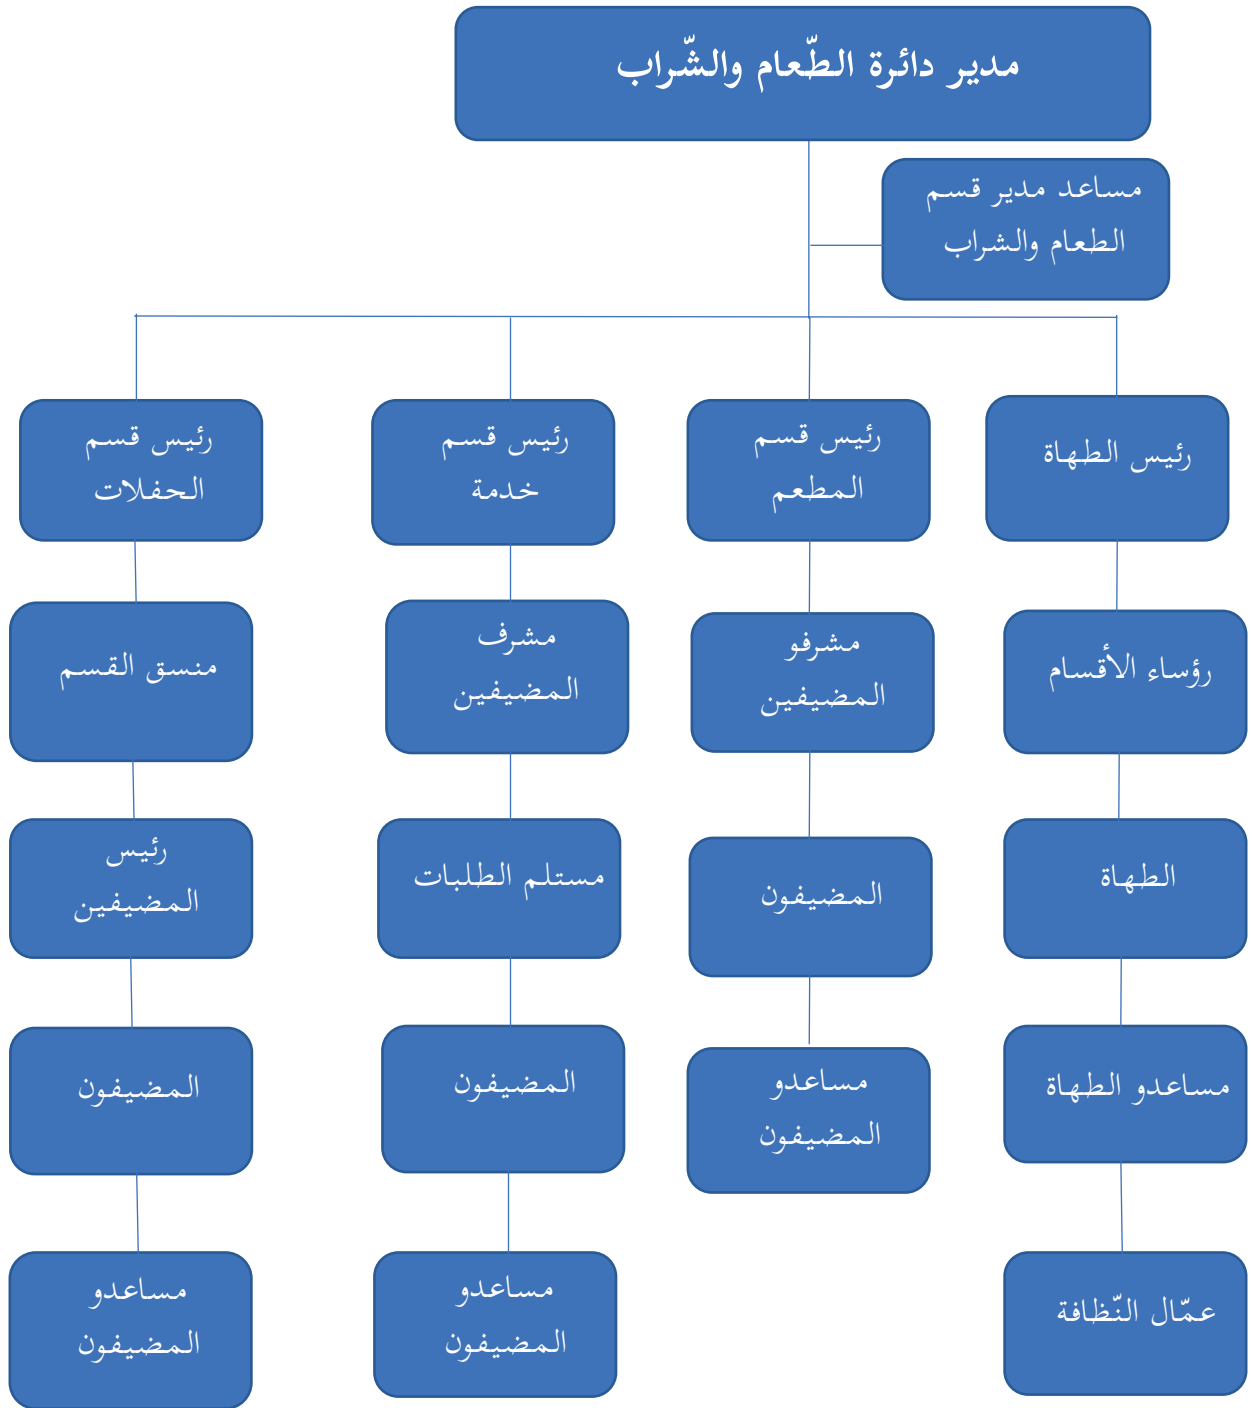 مدير دائرة الطّعام والشّراب
مساعد مدير قسم
الطعام والشراب
رئيس الطهاة
رئيس قسم
المطعم
رئيس قسم
خدمة
رئيس قسم
الحفلات
رؤساء الأقسام
مشرفو
المضيفين
مشرف
المضيفين
منسق القسم
الطهاة
المضيفون
مستلم الطلبات
رئيس
المضيفين
مساعدو الطهاة
مساعدو
المضيفون
المضيفون
المضيفون
عمّال النّظافة
مساعدو
المضيفون
مساعدو
المضيفون